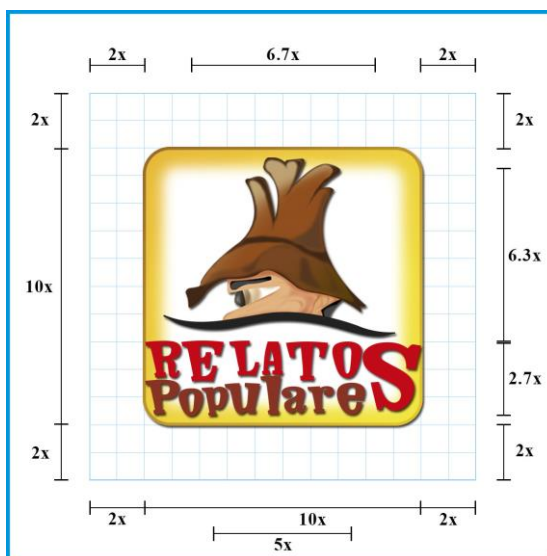 2x 6.7x 2x
2x 2x
6.3x
10x
RELATOS
PopulareS
2.7x
2x 2x
2x 10x 2x
5x